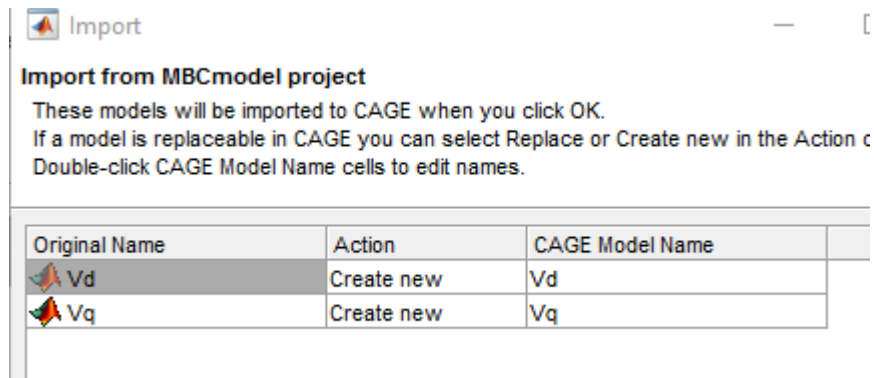 Import
Import from MBCmodel project
These models will be imported to CAGE when you click OK.
If a model is replaceable in CAGE you can select Replace or Create new in the Action
Double-click CAGE Model Name cells to edit names.
Original Name Action CAGE Model Name
Vd Create new Vd
Vq Create new Vq